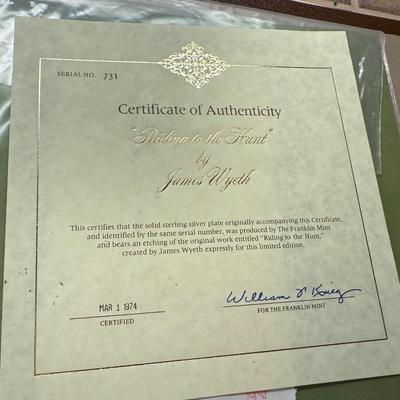 SERIAL NO. 731
Certificate of Authenticity
"Riding to the Hunt"
by
James Wyeth
This certifies that the solid sterling silver plate originally accompanying this Certificate,
and identified by the same serial number, was produced by The Franklin Mint
and bears an etching of the original work entitled "Riding to the Hunt,"
created by James Wyeth expressly for this limited edition.
MAR 1 1974
CERTIFIED
William
FOR THE FRANKLIN MINT